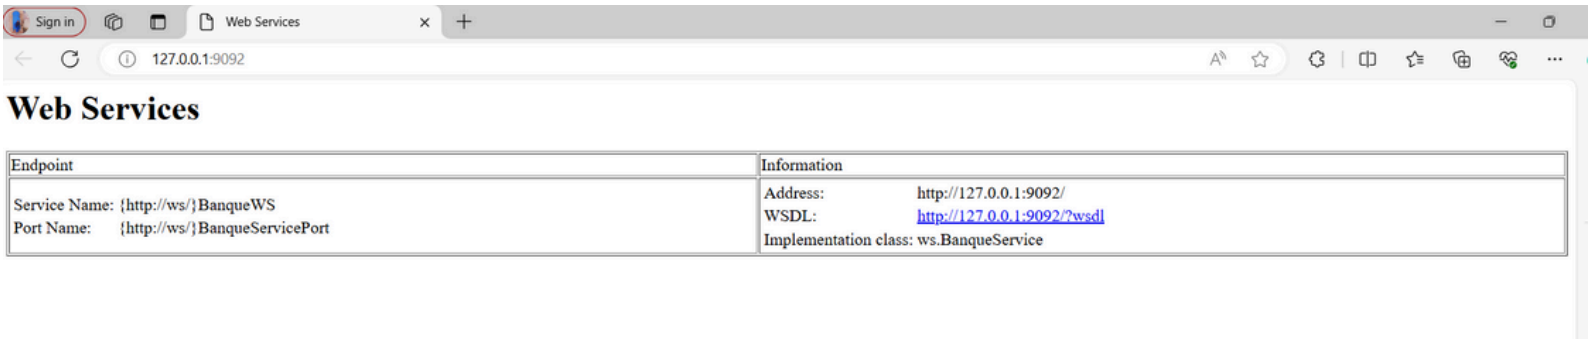 Sign in
Web Services
127.0.0.1:9092
Web Services
Endpoint
Information
Service Name: {http://ws/}BanqueWS
Port Name: {http://ws/}BanqueServicePort
Address: http://127.0.0.1:9092/
WSDL: http://127.0.0.1:9092/?wsdl
Implementation class: ws.BanqueService